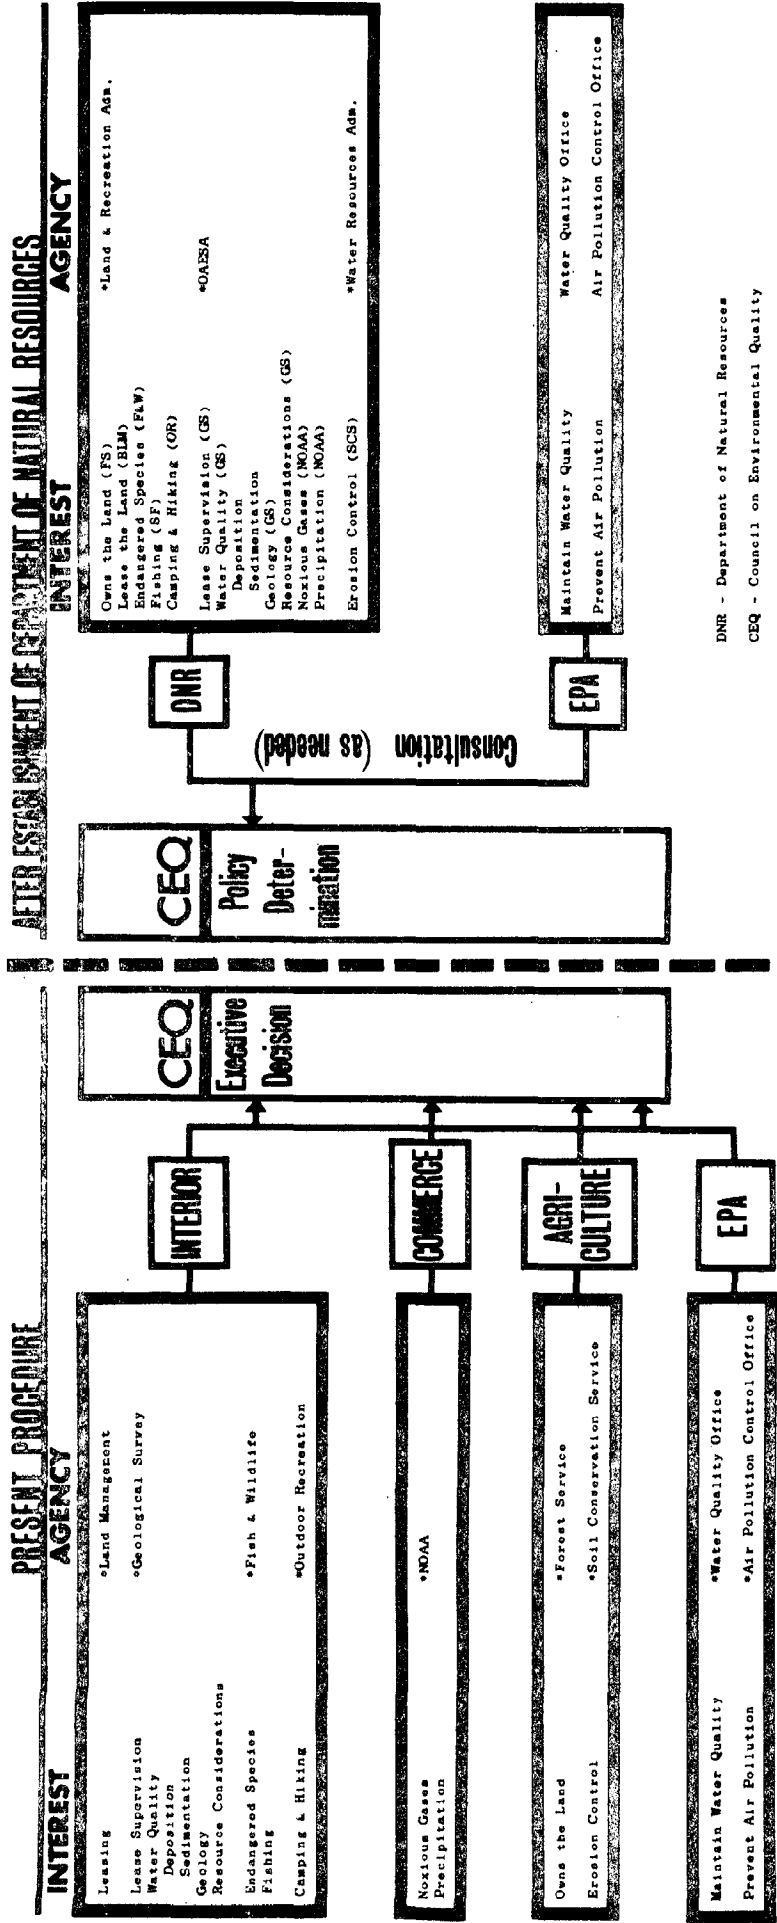 PRESENT PROCEDURE
INTEREST AGENCY
Leasing *Land Management
Lease Supervision *Geological Survey
Water Quality
Deposition
Sedimentation
Geology
Resource Considerations
Endangered Species *Fish & Wildlife
Fishing
Camping & Hiking *Outdoor Recreation
INTERIOR
Noxious Gases *NOAA
Precipitation
COMMERCE
Owns the Land *Forest Service
Erosion Control *Soil Conservation Service
AGRI-
CULTURE
Maintain Water Quality *Water Quality Office
Prevent Air Pollution *Air Pollution Control Office
EPA
CEQ
Executive
Decision
AFTER ESTABLISHMENT OF DEPARTMENT OF NATURAL RESOURCES
INTEREST AGENCY
CEQ
Policy
Deter-
mination
Consultation (as needed)
DNR
Owns the Land (FS) *Land & Recreation Adm.
Lease the Land (BLM)
Endangered Species (F&W)
Fishing (SF)
Camping & Hiking (OR)
Lease Supervision (GS) *OAESA
Water Quality (GS)
Deposition
Sedimentation
Geology (GS)
Resource Considerations (GS)
Noxious Gases (NOAA)
Precipitation (NOAA)
Erosion Control (SCS) *Water Resources Adm.
EPA
Maintain Water Quality Water Quality Office
Prevent Air Pollution Air Pollution Control Office
DNR - Department of Natural Resources
CEQ - Council on Environmental Quality